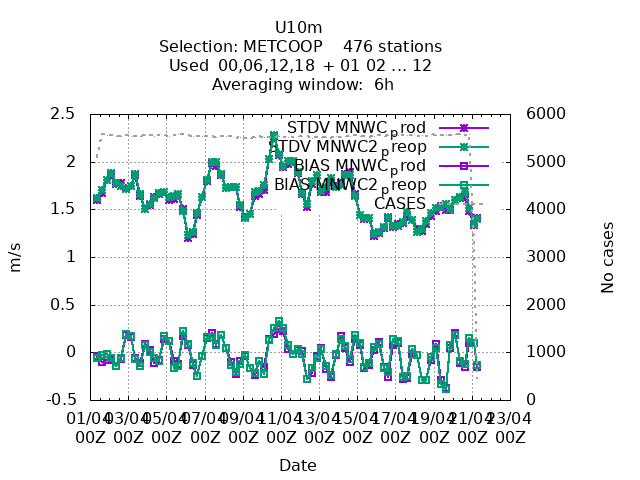 U10m
Selection: METCOOP 476 stations
Used 00,06,12,18 + 01 02 ... 12
Averaging window: 6h
2.5
2
1.5
1
0.5
0
-0.5
m/s
STDV MNWC_prod
STDV MNWC2_preop
BIAS MNWC_prod
BIAS MNWC2_preop
CASES
6000
5000
4000
3000
2000
1000
0
No cases
01/04 03/04 05/04 07/04 09/04 11/04 13/04 15/04 17/04 19/04 21/04 23/04
00Z 00Z 00Z 00Z 00Z 00Z 00Z 00Z 00Z 00Z 00Z 00Z
Date